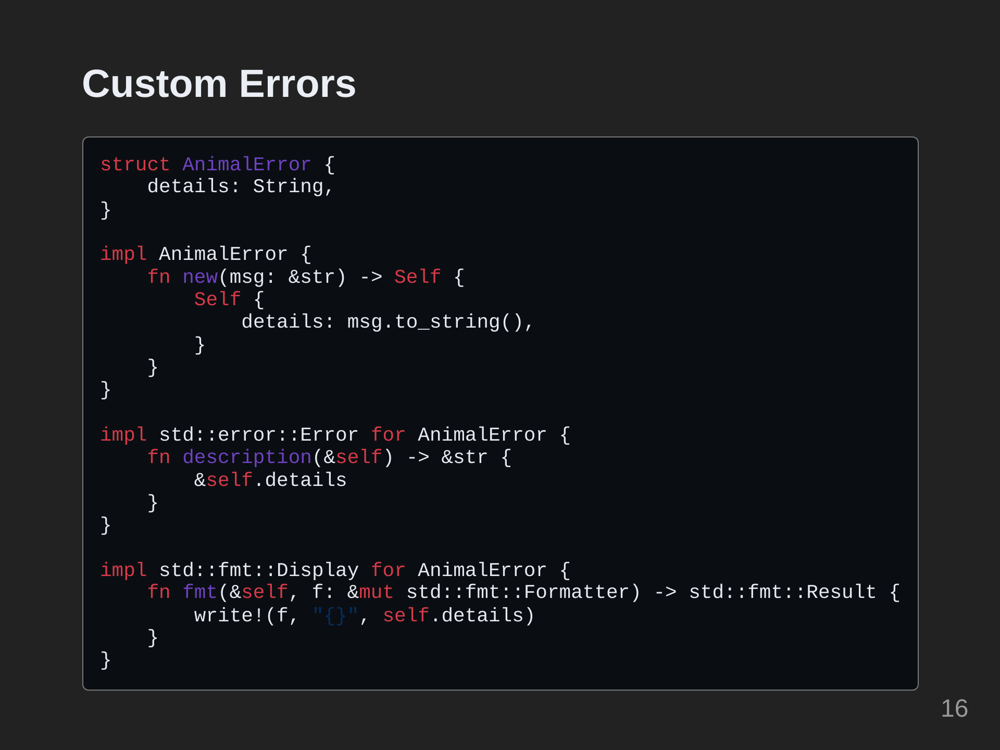 Custom Errors
struct AnimalError {
    details: String,
}
impl AnimalError {
    fn new(msg: &str) -> Self {
        Self {
            details: msg.to_string(),
        }
    }
}
impl std::error::Error for AnimalError {
    fn description(&self) -> &str {
        &self.details
    }
}
impl std::fmt::Display for AnimalError {
    fn fmt(&self, f: &mut std::fmt::Formatter) -> std::fmt::Result {
        write!(f, "{}", self.details)
    }
}
16